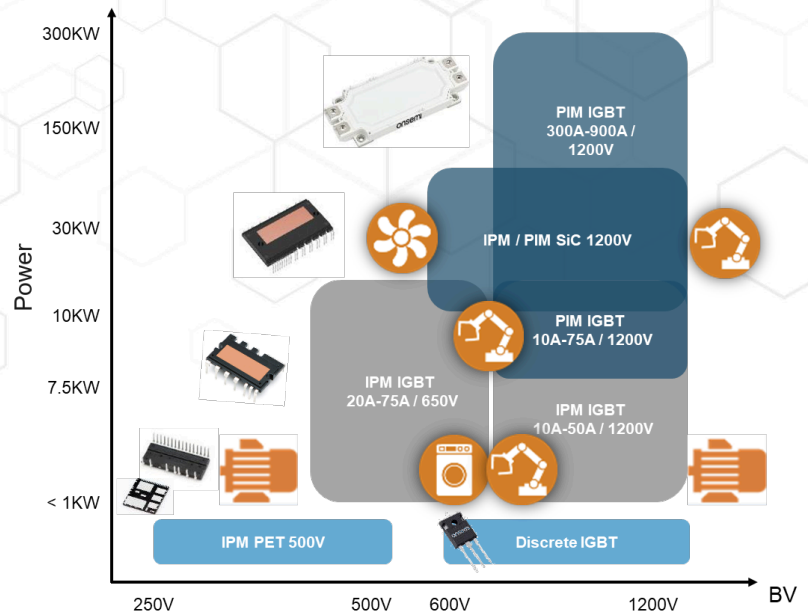 300KW
150KW
30KW
10KW
7.5KW
< 1KW
Power
onsemi
PIM IGBT
300A-900A /
1200V
IPM / PIM SiC 1200V
PIM IGBT
10A-75A / 1200V
IPM IGBT
20A-75A / 650V
IPM IGBT
10A-50A / 1200V
IPM PET 500V
onsemi
Discrete IGBT
250V
500V
600V
1200V
BV